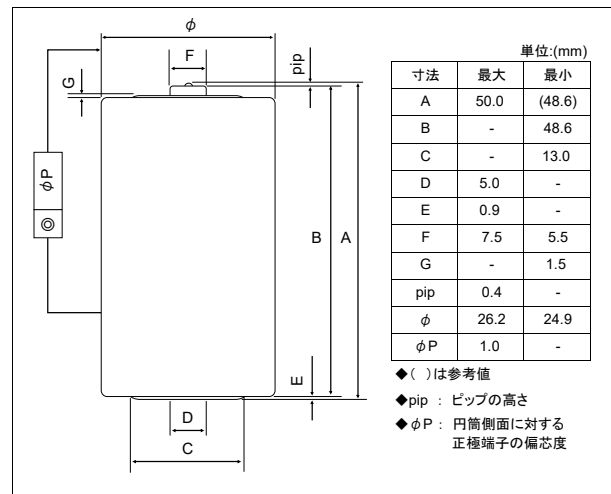 φ
F
pip
G
φP
◎
B
A
E
D
C
単位:(mm)
寸法 最大 最小
A 50.0 (48.6)
B - 48.6
C - 13.0
D 5.0 -
E 0.9 -
F 7.5 5.5
G - 1.5
pip 0.4 -
φ 26.2 24.9
φP 1.0 -
◆( )は参考値
◆pip : ピップの高さ
◆φP : 円筒側面に対する
正極端子の偏芯度